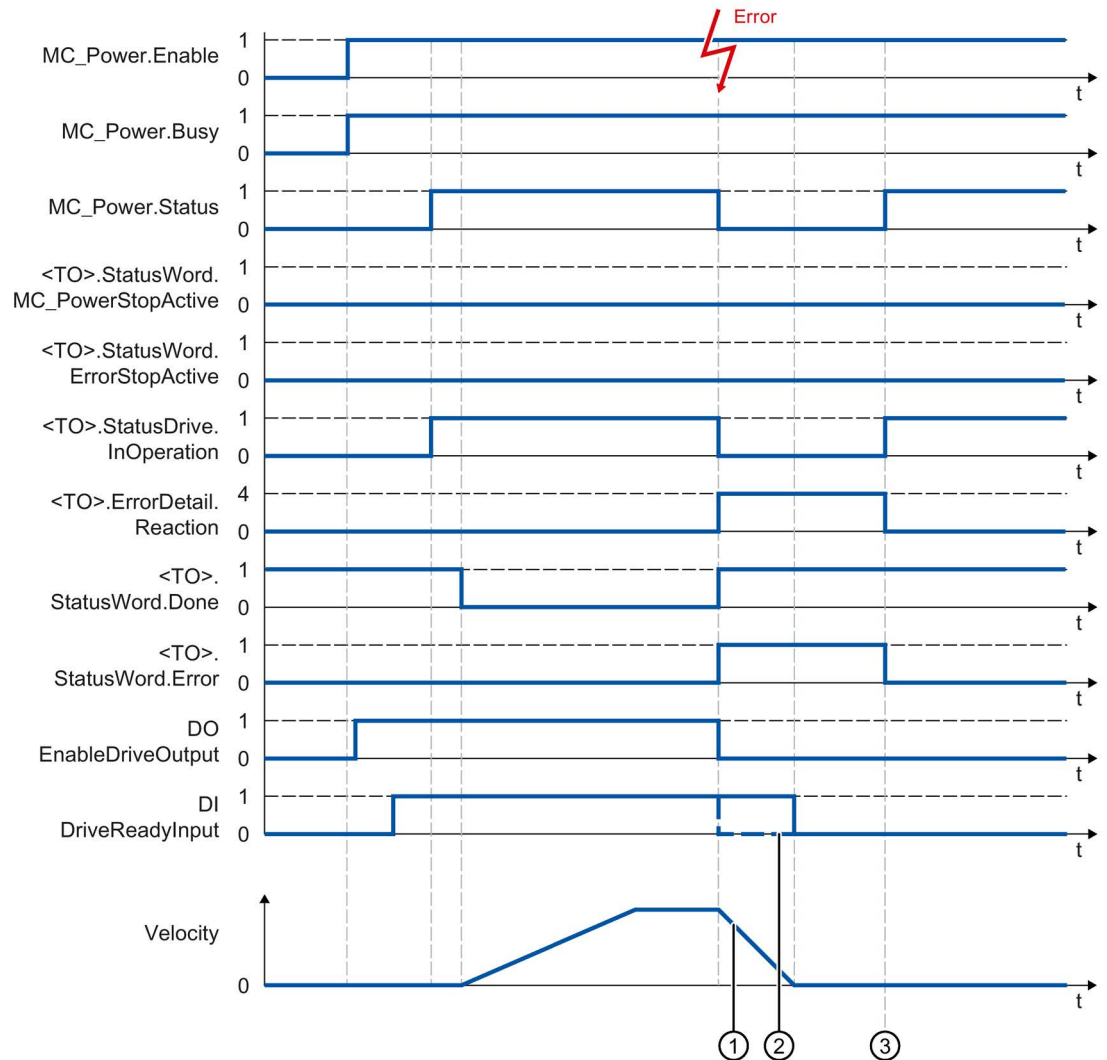 Error
1
MC_Power.Enable
0
t
1
MC_Power.Busy
0
t
1
MC_Power.Status
0
t
<TO>.StatusWord.
1
MC_PowerStopActive
0
t
<TO>.StatusWord.
1
ErrorStopActive
0
t
<TO>.StatusDrive.
1
InOperation
0
t
<TO>.ErrorDetail.
4
Reaction
0
t
<TO>.
1
StatusWord.Done
0
t
<TO>.
1
StatusWord.Error
0
t
DO
1
EnableDriveOutput
0
t
DI
1
DriveReadyInput
0
t
Velocity
0
t
① ② ③